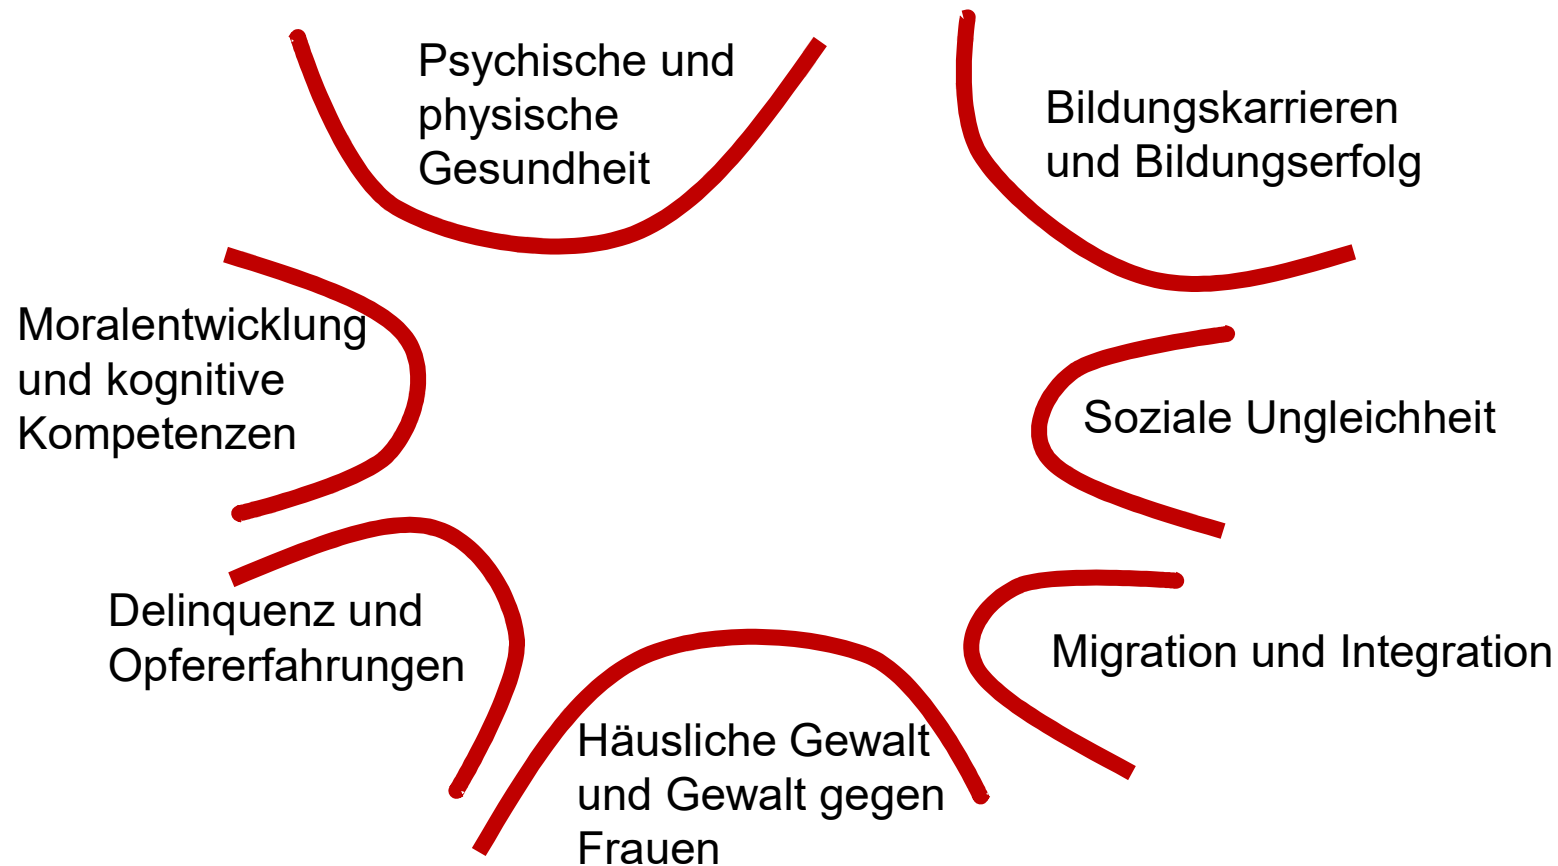 Psychische und
physische
Gesundheit
Bildungskarrieren
und Bildungserfolg
Moralentwicklung
und kognitive
Kompetenzen
Soziale Ungleichheit
Delinquenz und
Opfererfahrungen
Migration und Integration
Häusliche Gewalt
und Gewalt gegen
Frauen